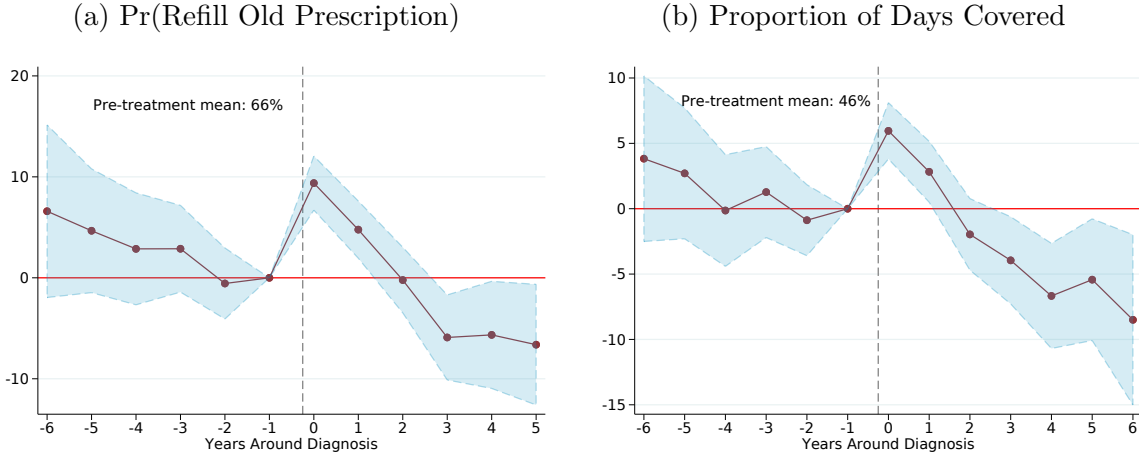 (a) Pr(Refill Old Prescription)
20
10
0
-10
Pre-treatment mean: 66%
-6 -5 -4 -3 -2 -1 0 1 2 3 4 5
Years Around Diagnosis
(b) Proportion of Days Covered
10
5
0
-5
-10
-15
Pre-treatment mean: 46%
-6 -5 -4 -3 -2 -1 0 1 2 3 4 5 6
Years Around Diagnosis